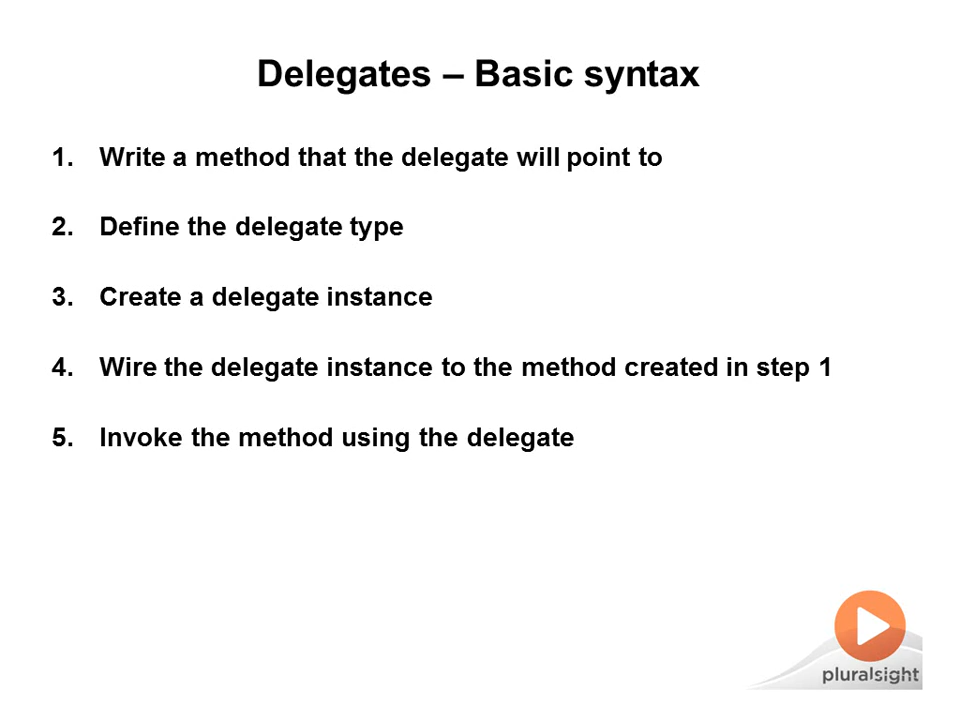 Delegates – Basic syntax
1. Write a method that the delegate will point to
2. Define the delegate type
3. Create a delegate instance
4. Wire the delegate instance to the method created in step 1
5. Invoke the method using the delegate
pluralsight